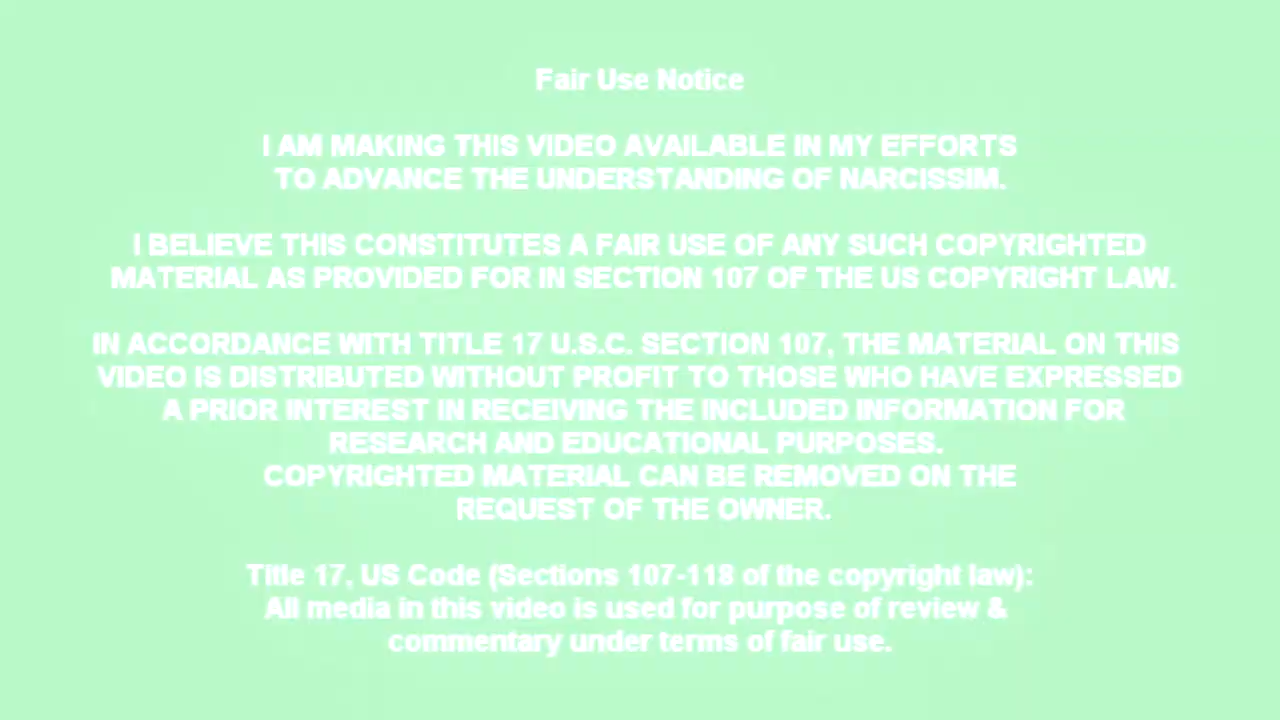 Fair Use Notice
I AM MAKING THIS VIDEO AVAILABLE IN MY EFFORTS
TO ADVANCE THE UNDERSTANDING OF NARCISSIM.
I BELIEVE THIS CONSTITUTES A FAIR USE OF ANY SUCH COPYRIGHTED
MATERIAL AS PROVIDED FOR IN SECTION 107 OF THE US COPYRIGHT LAW.
IN ACCORDANCE WITH TITLE 17 U.S.C. SECTION 107, THE MATERIAL ON THIS
VIDEO IS DISTRIBUTED WITHOUT PROFIT TO THOSE WHO HAVE EXPRESSED
A PRIOR INTEREST IN RECEIVING THE INCLUDED INFORMATION FOR
RESEARCH AND EDUCATIONAL PURPOSES.
COPYRIGHTED MATERIAL CAN BE REMOVED ON THE
REQUEST OF THE OWNER.
Title 17, US Code (Sections 107-118 of the copyright law):
All media in this video is used for purpose of review &
commentary under terms of fair use.